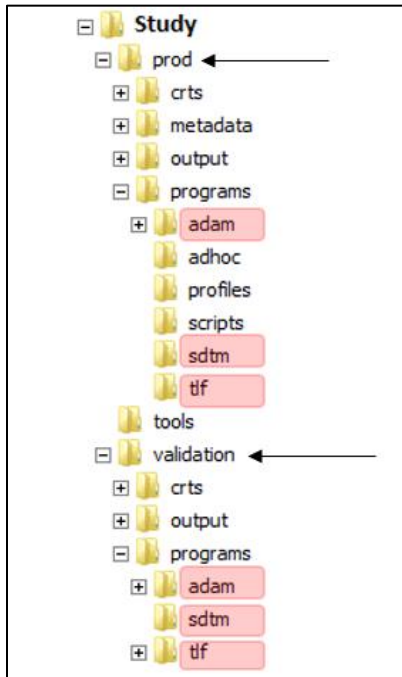 Study
prod
crts
metadata
output
programs
adam
adhoc
profiles
scripts
sdtm
tlf
tools
validation
crts
output
programs
adam
sdtm
tlf